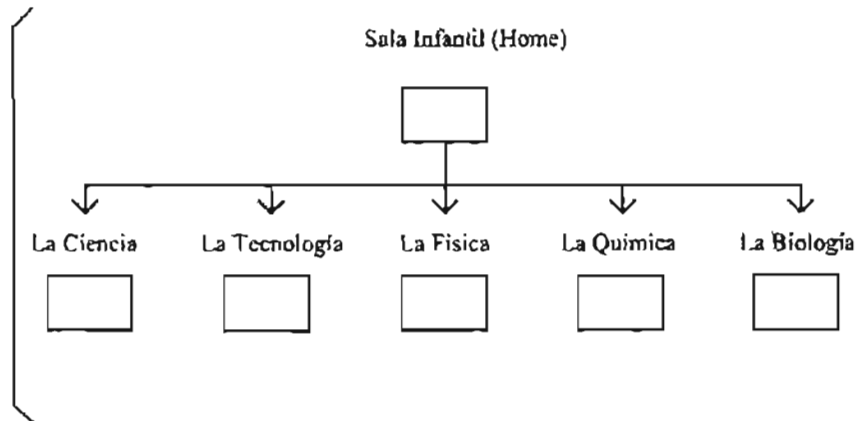 Sala Infantil (Home)
La Ciencia
La Tecnología
La Física
La Química
La Biología